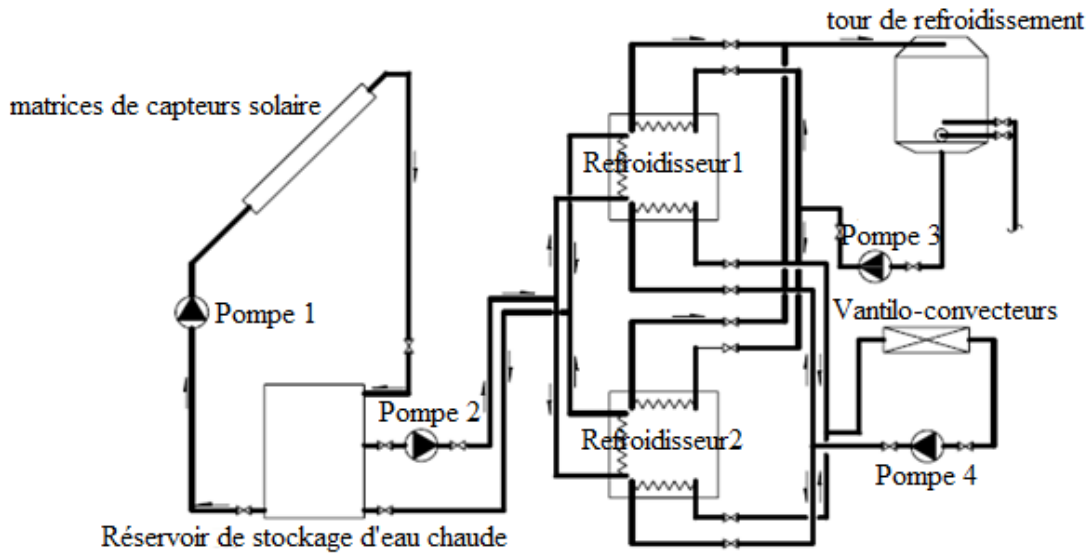 tour de refroidissement
matrices de capteurs solaire
Refroidisseur1
Pompe 3
Pompe 1
Vantilo-convecteurs
Pompe 2
Refroidisseur2
Pompe 4
Réservoir de stockage d'eau chaude